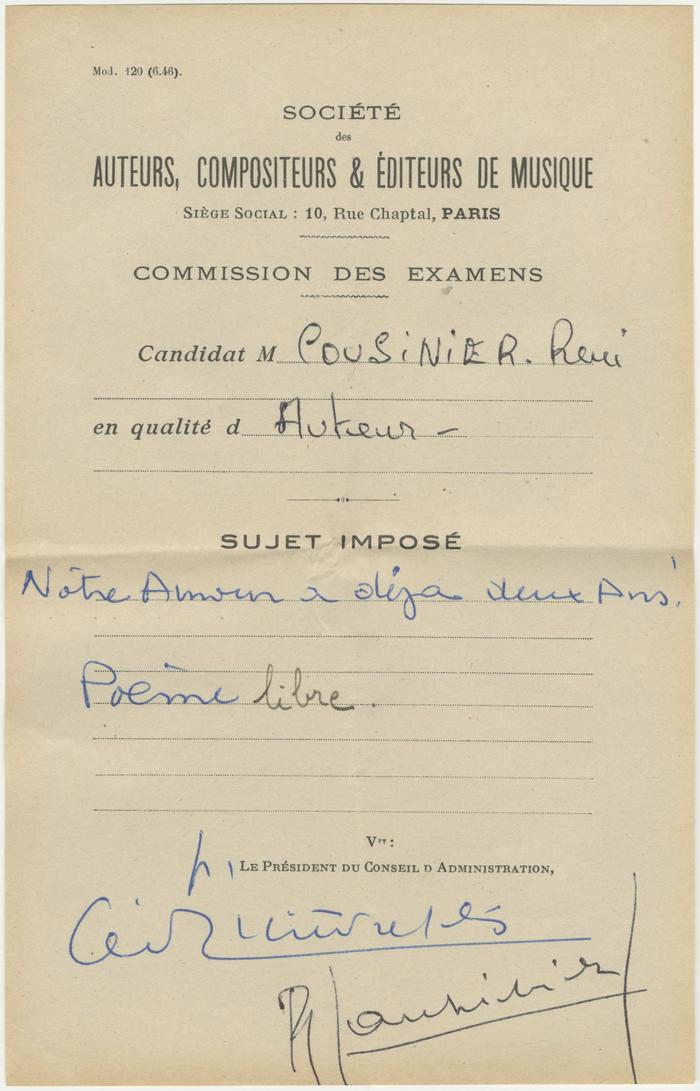 Mod. 120 (6.46).
SOCIÉTÉ
des
AUTEURS, COMPOSITEURS & ÉDITEURS DE MUSIQUE
SIÈGE SOCIAL : 10, Rue Chaptal, PARIS
COMMISSION DES EXAMENS
Candidat M COUSINIER. René
en qualité d Auteur -
SUJET IMPOSÉ
Nôtre Amour a déja deux Ans.
Poème libre.
Vu :
p.
LE PRÉSIDENT DU CONSEIL D ADMINISTRATION,